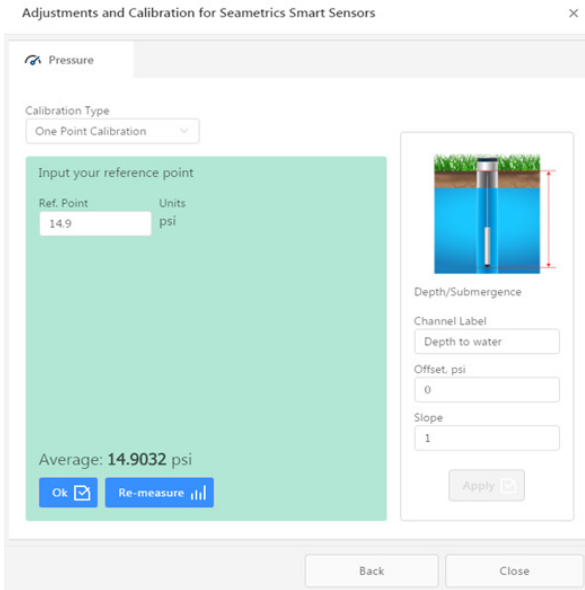 Adjustments and Calibration for Seametrics Smart Sensors
Pressure
Calibration Type
One Point Calibration
Input your reference point
Ref. Point Units
14.9 psi
Average: 14.9032 psi
Ok Re-measure
Depth/Submergence
Channel Label
Depth to water
Offset, psi
0
Slope
1
Apply
Back Close